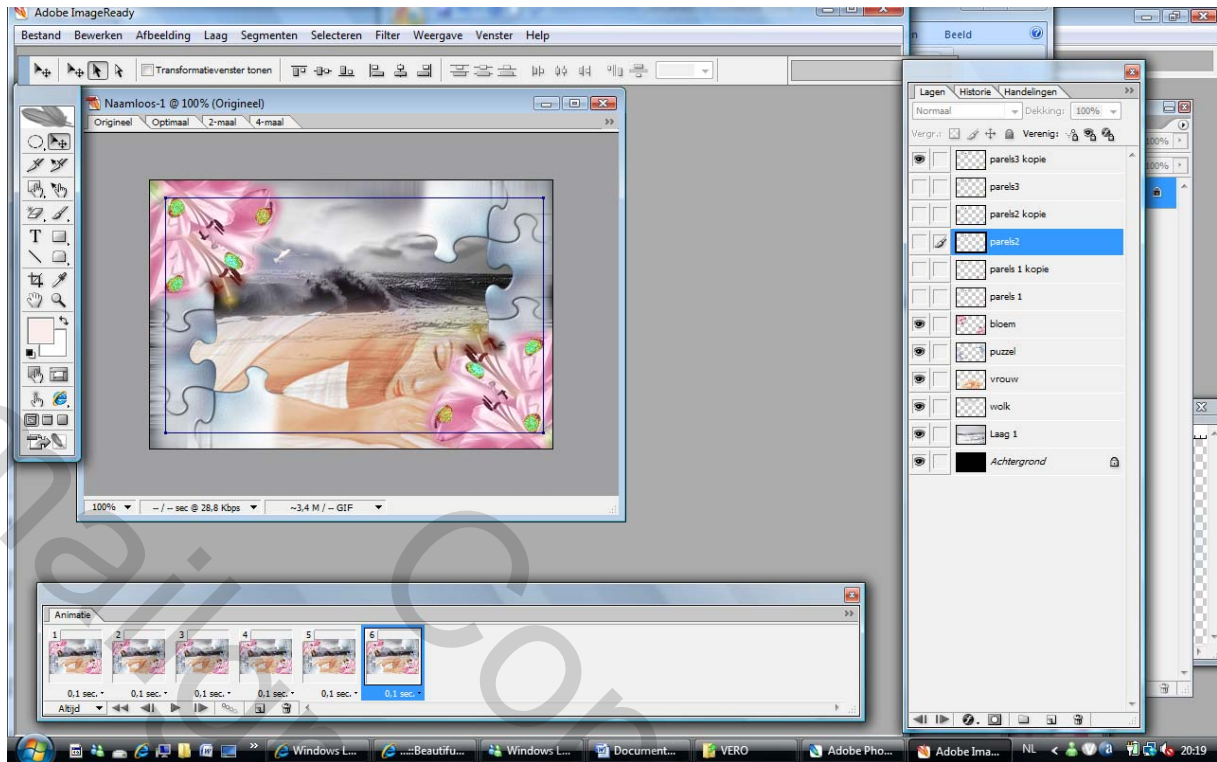 Adobe ImageReady
Bestand Bewerken Afbeelding Laag Segmenten Selecteren Filter Weergave Venster Help
Beeld
Transformatievenster tonen
Naamloos-1 @ 100% (Origineel)
Origineel Optimaal 2-maal 4-maal
100% -- / -- sec @ 28,8 Kbps ~3,4 M / -- GIF
Lagen Historie Handelingen
Normaal Dekking: 100%
Vergr.: Verenig:
100%
100%
parels3 kopie
parels3
parels2 kopie
parels2
parels 1 kopie
parels 1
bloem
puzzel
vrouw
wolk
Laag 1
Achtergrond
Animatie
1 2 3 4 5 6
0,1 sec. 0,1 sec. 0,1 sec. 0,1 sec. 0,1 sec. 0,1 sec.
Altijd
Windows L... ...::Beautifu... Windows L... Document... VERO Adobe Pho... Adobe Ima... NL 20:19